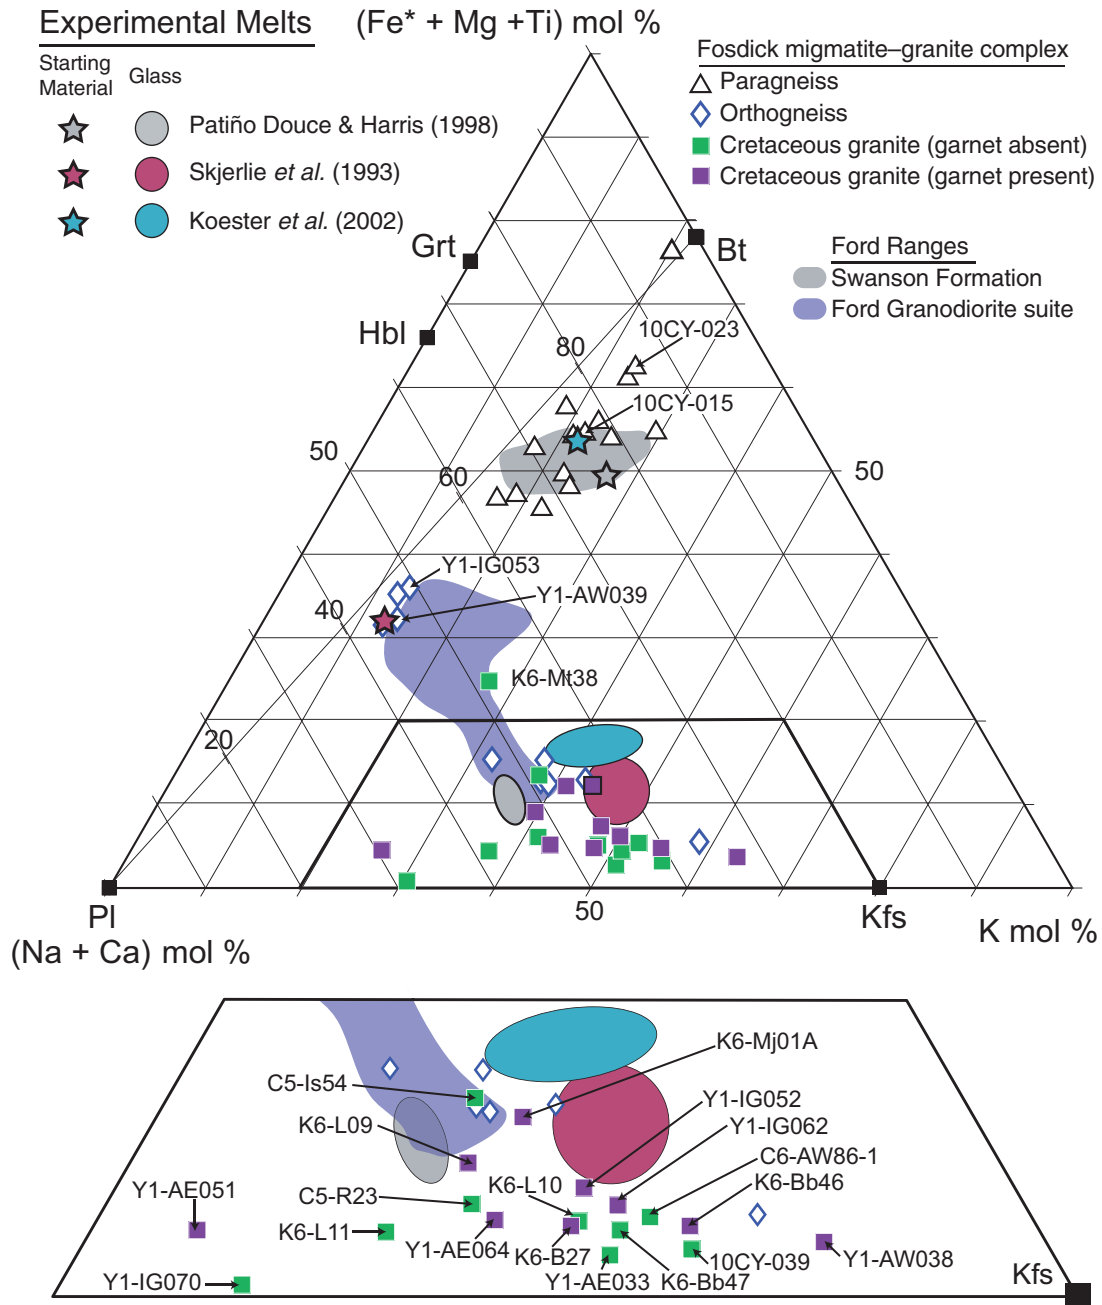 Experimental Melts
(Fe* + Mg +Ti) mol %
Starting
Material
Glass
Patiño Douce & Harris (1998)
Skjerlie et al. (1993)
Koester et al. (2002)
Fosdick migmatite–granite complex
Paragneiss
Orthogneiss
Cretaceous granite (garnet absent)
Cretaceous granite (garnet present)
Ford Ranges
Swanson Formation
Ford Granodiorite suite
Grt
Bt
Hbl
80
10CY-023
10CY-015
50
60
50
Y1-IG053
Y1-AW039
40
K6-Mt38
20
Pl
50
Kfs
K mol %
(Na + Ca) mol %
K6-Mj01A
C5-Is54
Y1-IG052
K6-L09
Y1-IG062
C6-AW86-1
Y1-AE051
K6-L10
K6-Bb46
C5-R23
K6-L11
Y1-AE064
K6-B27
10CY-039
Y1-AW038
Y1-IG070
Y1-AE033
K6-Bb47
Kfs